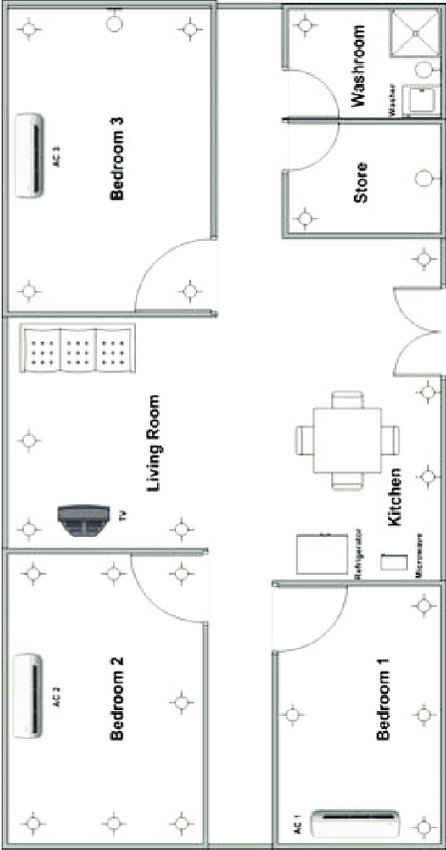 Washroom
Washer
Bedroom 3
AC 3
Store
Living Room
TV
Kitchen
Refrigerator
Microwave
Bedroom 2
AC 2
Bedroom 1
AC 1